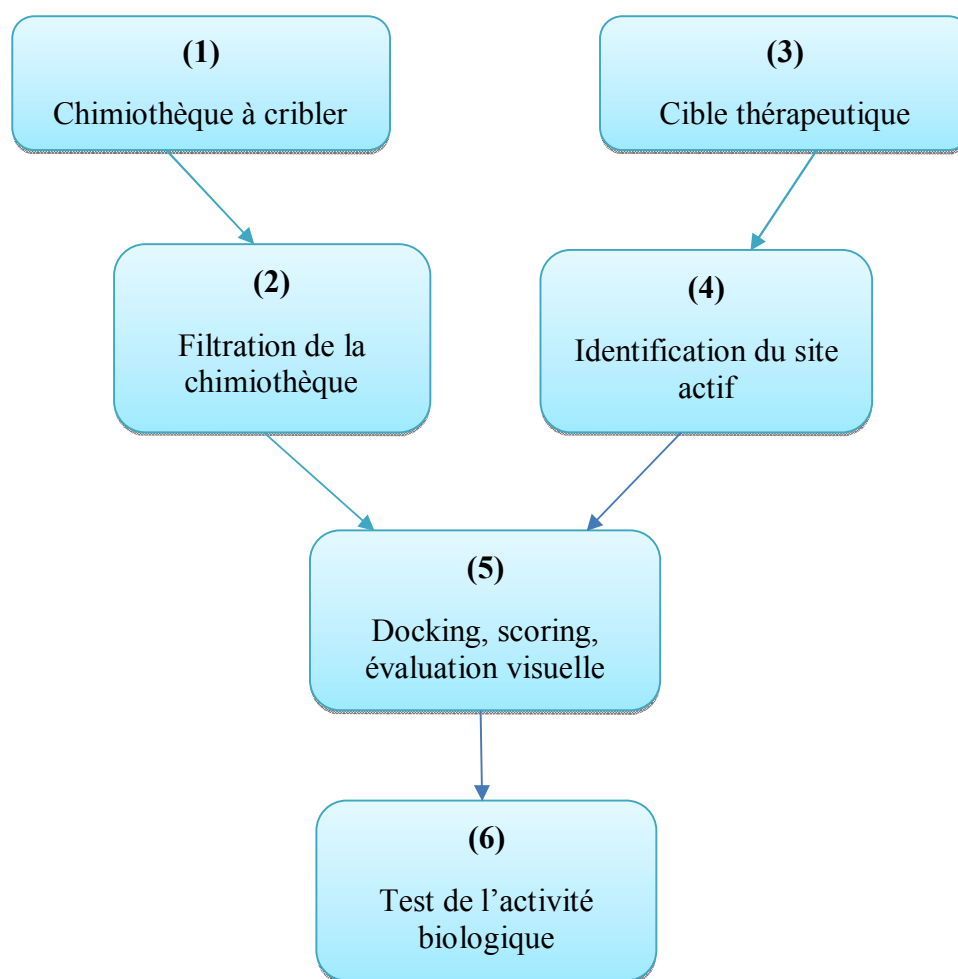 (1)
Chimiothèque à cribler
(3)
Cible thérapeutique
(2)
Filtration de la
chimiothèque
(4)
Identification du site
actif
(5)
Docking, scoring,
évaluation visuelle
(6)
Test de l’activité
biologique